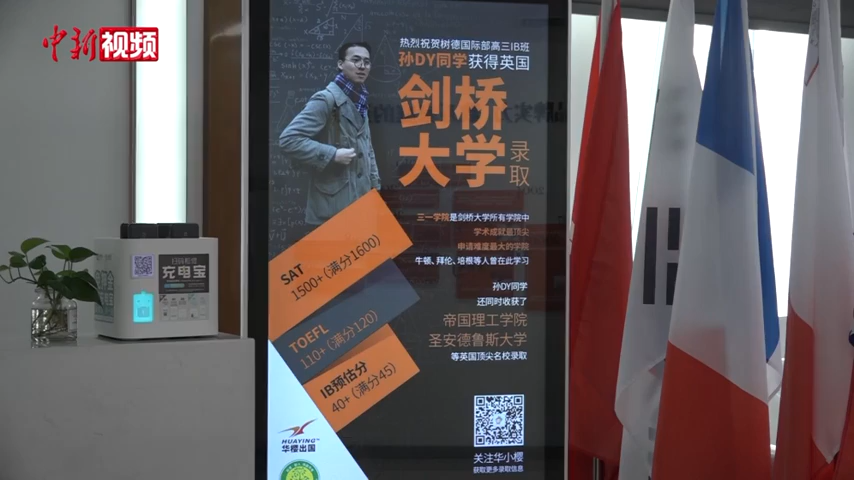 中新视频
热烈祝贺树德国际部高三IB班
孙DY同学获得英国
剑桥
大学
录取
三一学院是剑桥大学所有学院中
学术成就最顶尖
申请难度最大的学院
牛顿、拜伦、培根等人曾在此学习
孙DY同学
还同时收获了
帝国理工学院
圣安德鲁斯大学
等英国顶尖名校录取
SAT
1500+(满分1600)
TOEFL
110+(满分120)
IB预估分
40+(满分45)
HUAYING
华樱出国
关注华小樱
获取更多录取信息
扫码租借
充电宝